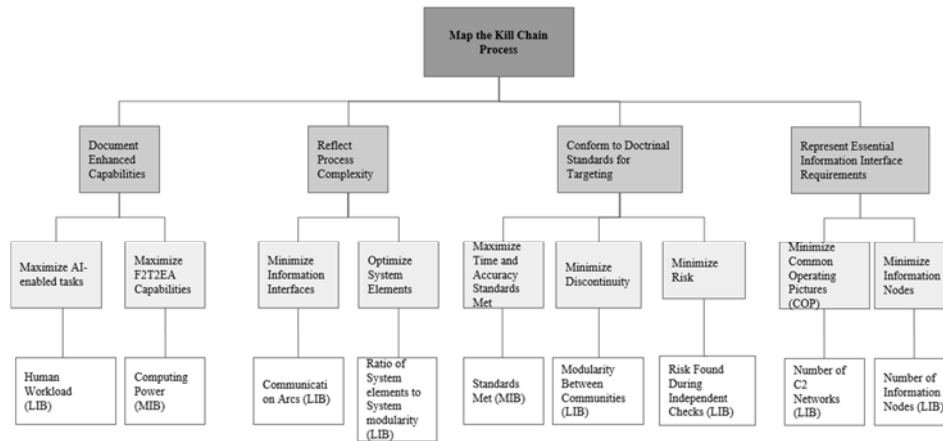 Map the Kill Chain
Process
Document
Enhanced
Capabilities
Reflect
Process
Complexity
Conform to Doctrinal
Standards for
Targeting
Represent Essential
Information Interface
Requirements
Maximize AI-
enabled tasks
Maximize
F2T2EA
Capabilities
Minimize
Information
Interfaces
Optimize
System
Elements
Maximize
Time and
Accuracy
Standards
Met
Minimize
Discontinuity
Minimize
Risk
Minimize
Common
Operating
Pictures
(COP)
Minimize
Information
Nodes
Human
Workload
(LIB)
Computing
Power
(MIB)
Communicati
on Arcs (LIB)
Ratio of
System
elements to
System
modularity
(LIB)
Standards
Met (MIB)
Modularity
Between
Communities
(LIB)
Risk Found
During
Independent
Checks (LIB)
Number of
C2
Networks
(LIB)
Number of
Information
Nodes (LIB)